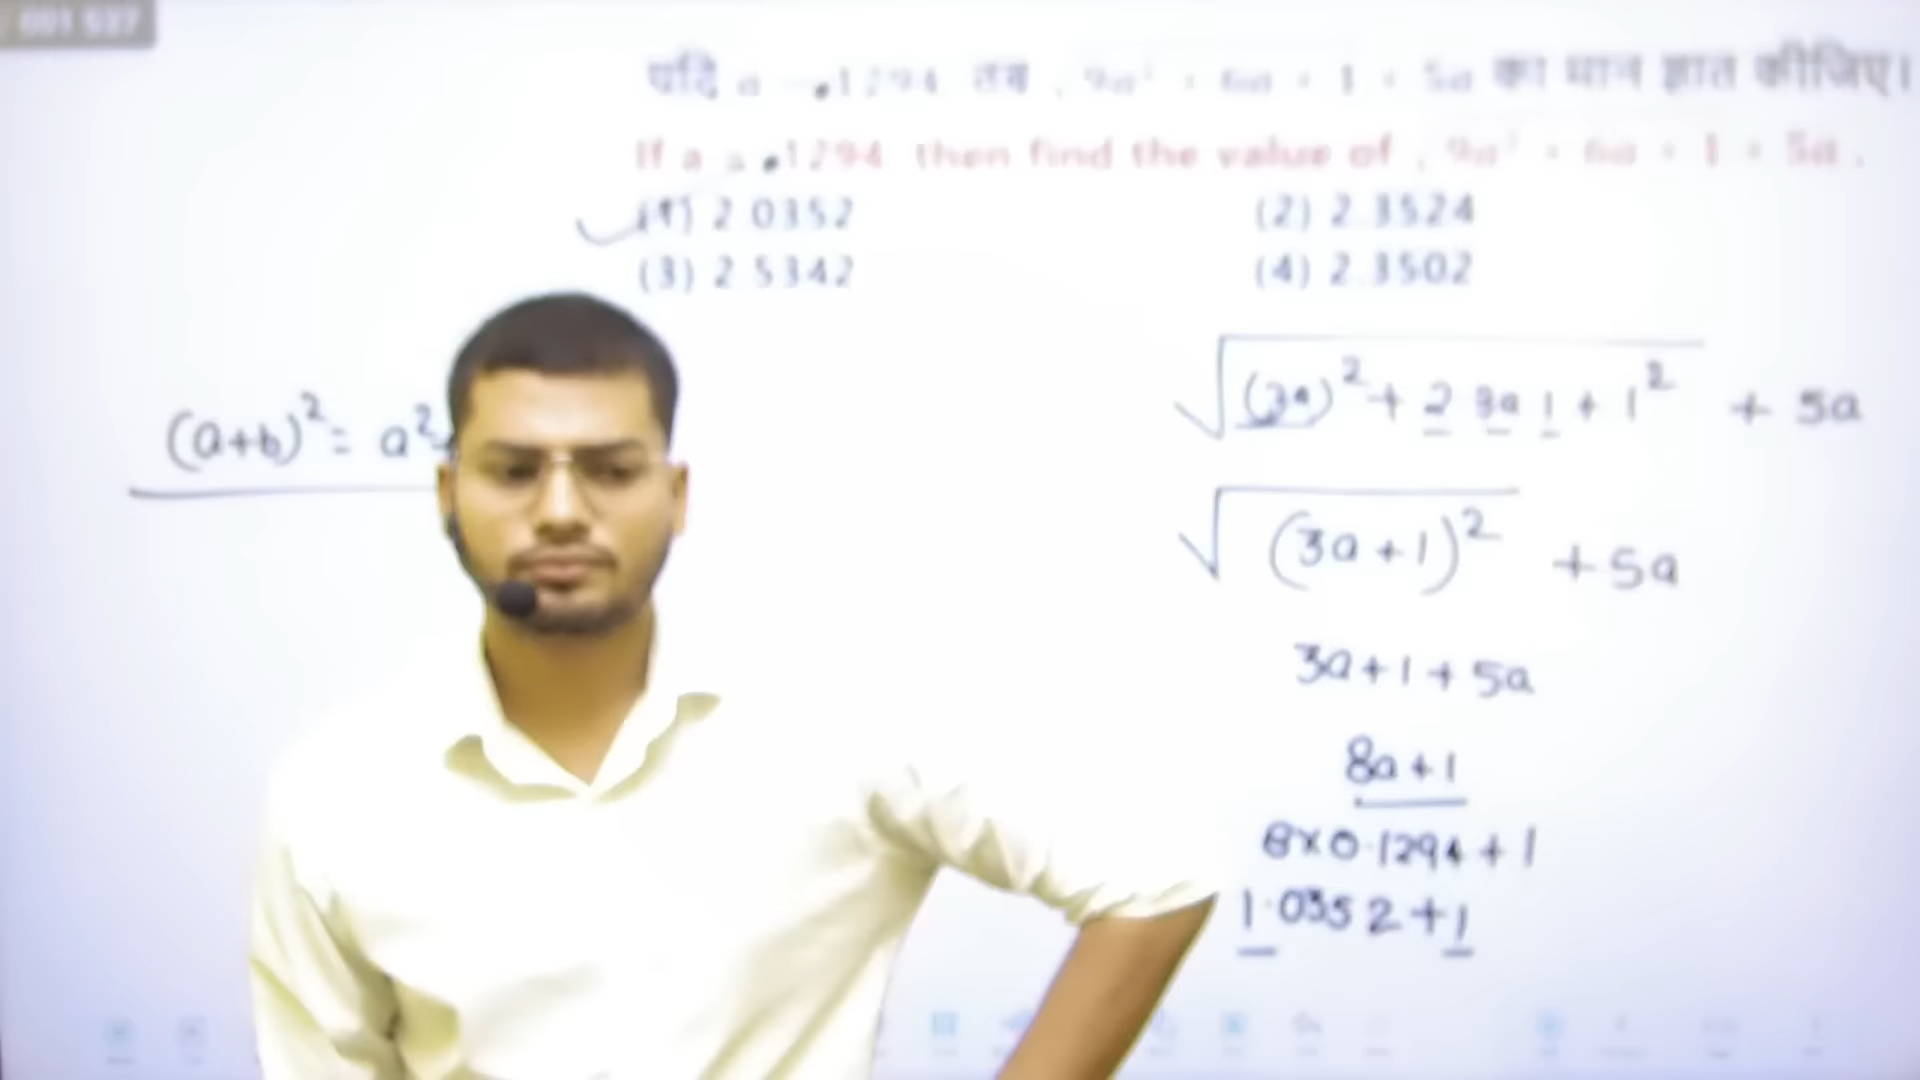 यदि a = .1294 तब √9a² + 6a + 1 + 5a का मान ज्ञात कीजिए।
If a = .1294 then find the value of √9a² + 6a + 1 + 5a .
(1) 2.0352 (2) 2.3524
(3) 2.5342 (4) 2.3502
√(3a)² + 2 3a 1 + 1² + 5a
(a+b)² = a²
√(3a+1)² + 5a
3a+1+5a
8a+1
8×0.1294+1
1.0352+1